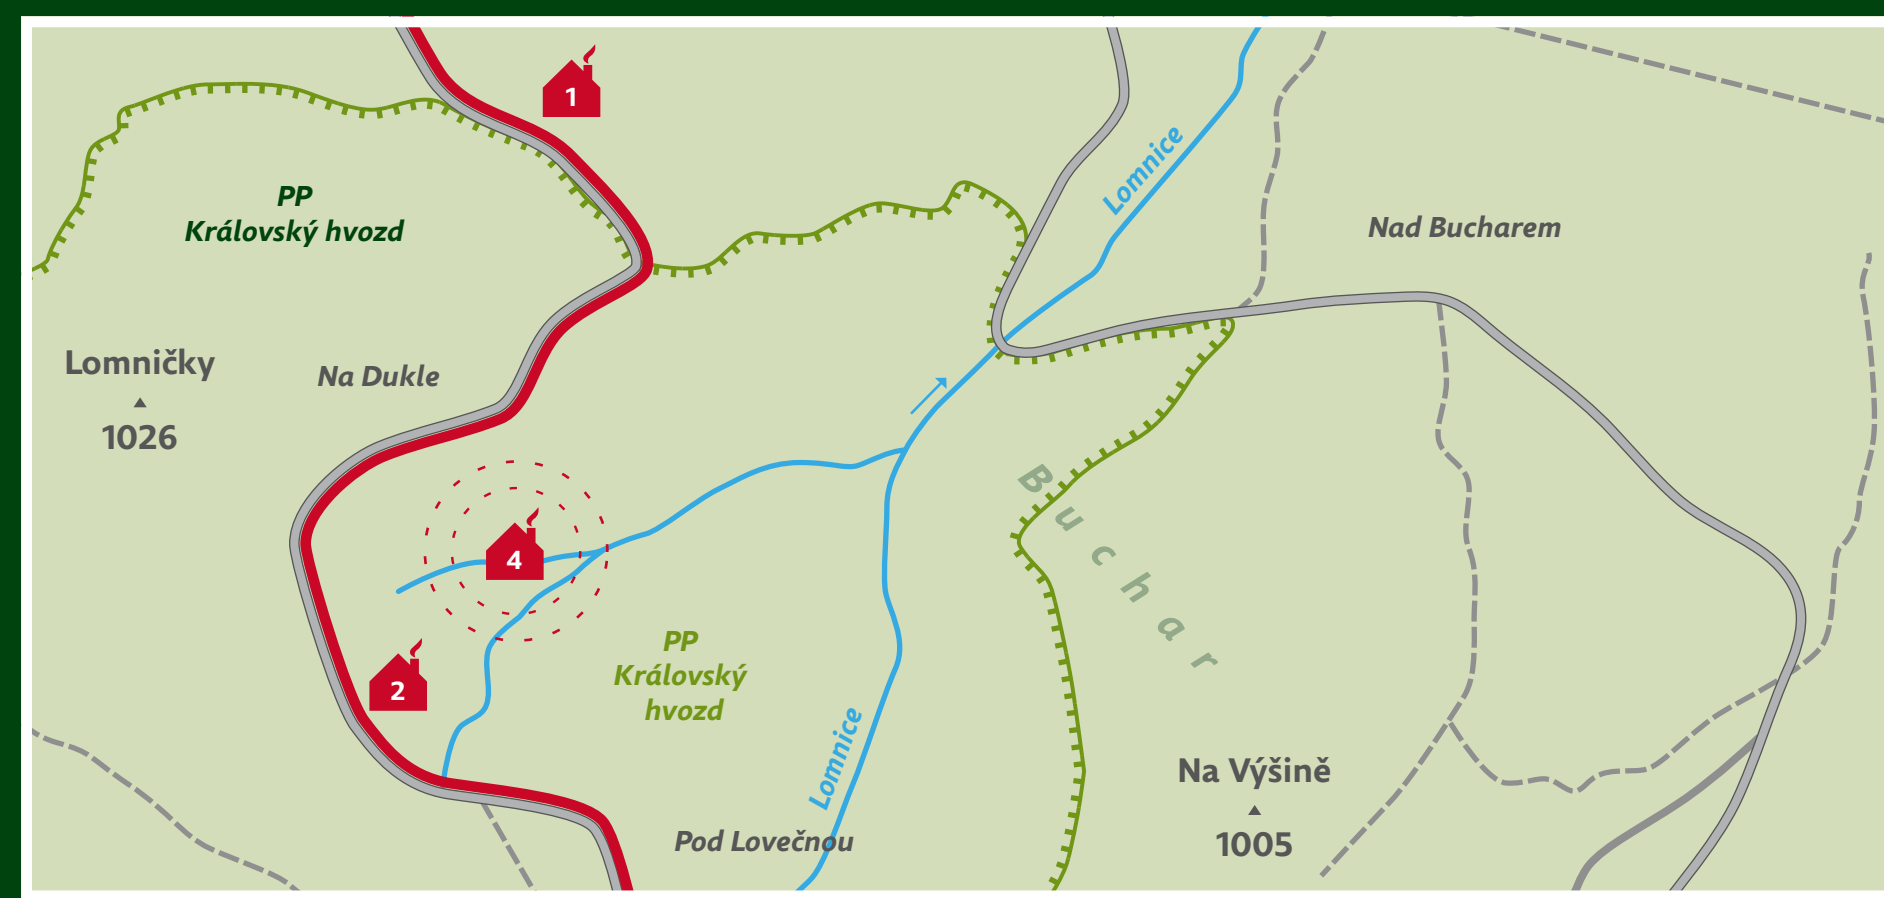 1
Lomnice
PP
Královský hvozd
Nad Bucharem
Lomničky
1026
Na Dukle
Buchar
4
2
PP
Královský
hvozd
Lomnice
Na Výšině
1005
Pod Lovečnou